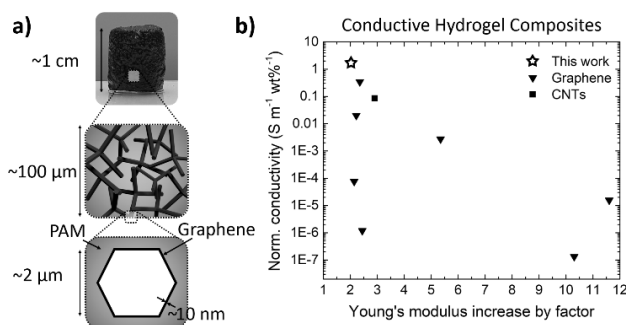 a)
~1 cm
~100 µm
PAM
Graphene
~2 µm
~10 nm
b)
Conductive Hydrogel Composites
Norm. conductivity (S m⁻¹ wt%⁻¹)
10
1
0.1
0.01
1E-3
1E-4
1E-5
1E-6
1E-7
This work
Graphene
CNTs
1 2 3 4 5 6 7 8 9 10 11 12
Young's modulus increase by factor